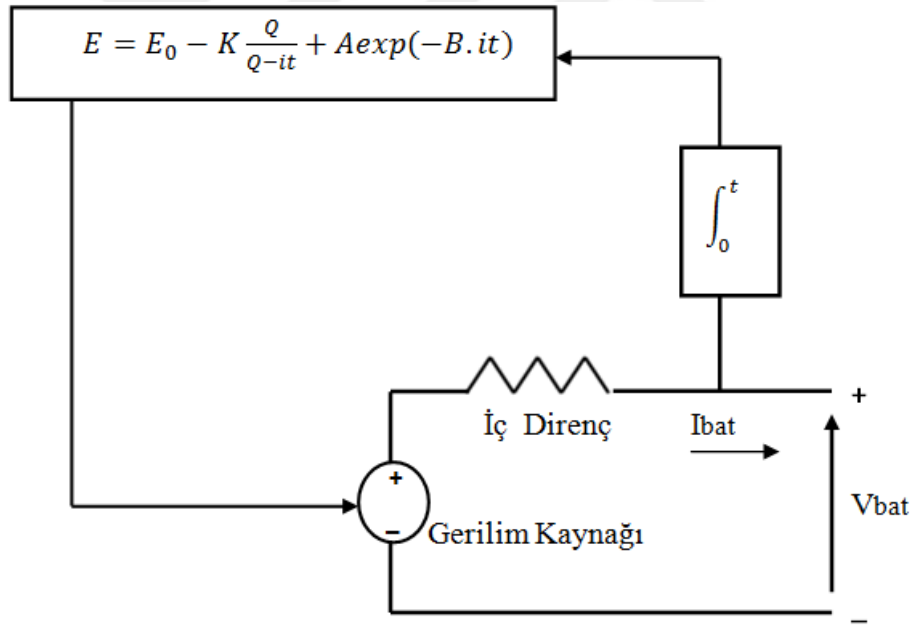 E = E₀ − K Q/(Q−it) + Aexp(−B.it)
∫₀ᵗ
+
İç Direnç
Ibat
+
Vbat
−
Gerilim Kaynağı
−